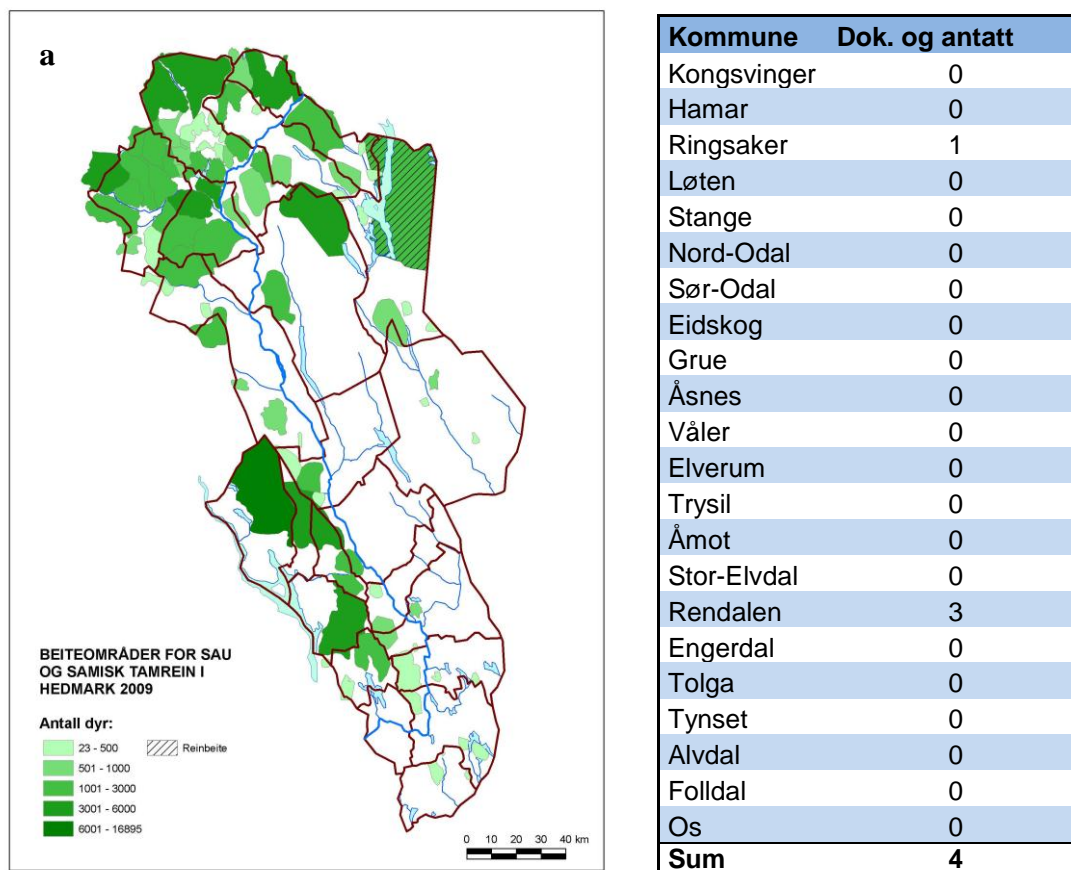 a
BEITEOMRÅDER FOR SAU
OG SAMISK TAMREIN I
HEDMARK 2009
Antall dyr:
23 - 500 Reinbeite
501 - 1000
1001 - 3000
3001 - 6000
6001 - 16895
0 10 20 30 40 km
Kommune Dok. og antatt
Kongsvinger 0
Hamar 0
Ringsaker 1
Løten 0
Stange 0
Nord-Odal 0
Sør-Odal 0
Eidskog 0
Grue 0
Åsnes 0
Våler 0
Elverum 0
Trysil 0
Åmot 0
Stor-Elvdal 0
Rendalen 3
Engerdal 0
Tolga 0
Tynset 0
Alvdal 0
Folldal 0
Os 0
Sum 4